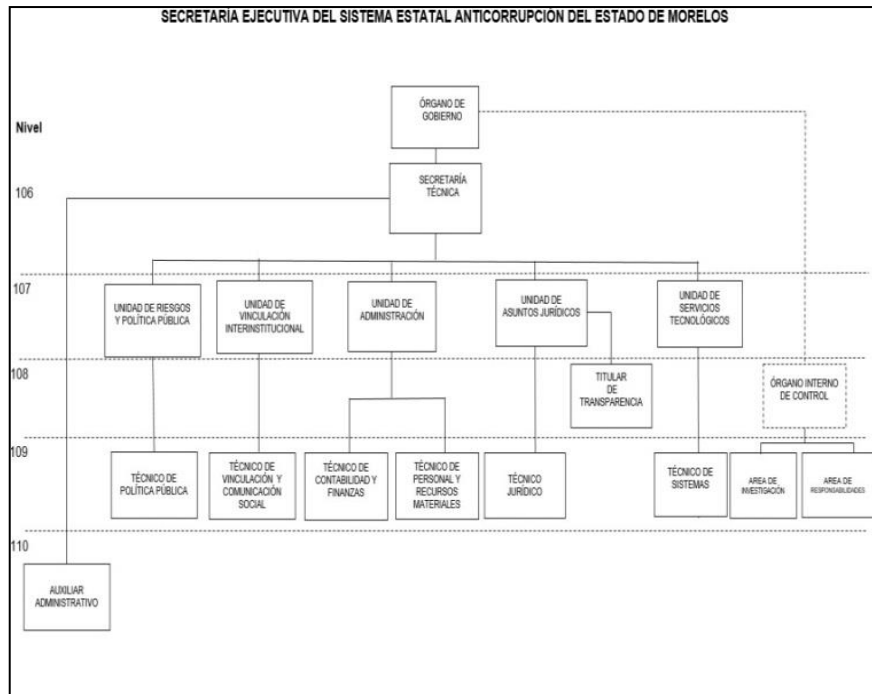 SECRETARÍA EJECUTIVA DEL SISTEMA ESTATAL ANTICORRUPCIÓN DEL ESTADO DE MORELOS
ÓRGANO DE
GOBIERNO
Nivel
106
SECRETARÍA
TÉCNICA
107
UNIDAD DE RIESGOS
Y POLÍTICA PÚBLICA
UNIDAD DE
VINCULACIÓN
INTERINSTITUCIONAL
UNIDAD DE
ADMINISTRACIÓN
UNIDAD DE
ASUNTOS JURÍDICOS
UNIDAD DE
SERVICIOS
TECNOLÓGICOS
108
TITULAR
DE
TRANSPARENCIA
ÓRGANO INTERNO
DE CONTROL
109
TÉCNICO DE
POLÍTICA PÚBLICA
TÉCNICO DE
VINCULACIÓN Y
COMUNICACIÓN
SOCIAL
TÉCNICO DE
CONTABILIDAD Y
FINANZAS
TÉCNICO DE
PERSONAL Y
RECURSOS
MATERIALES
TÉCNICO
JURÍDICO
TÉCNICO DE
SISTEMAS
AREA DE
INVESTIGACIÓN
AREA DE
RESPONSABILIDADES
110
AUXILIAR
ADMINISTRATIVO